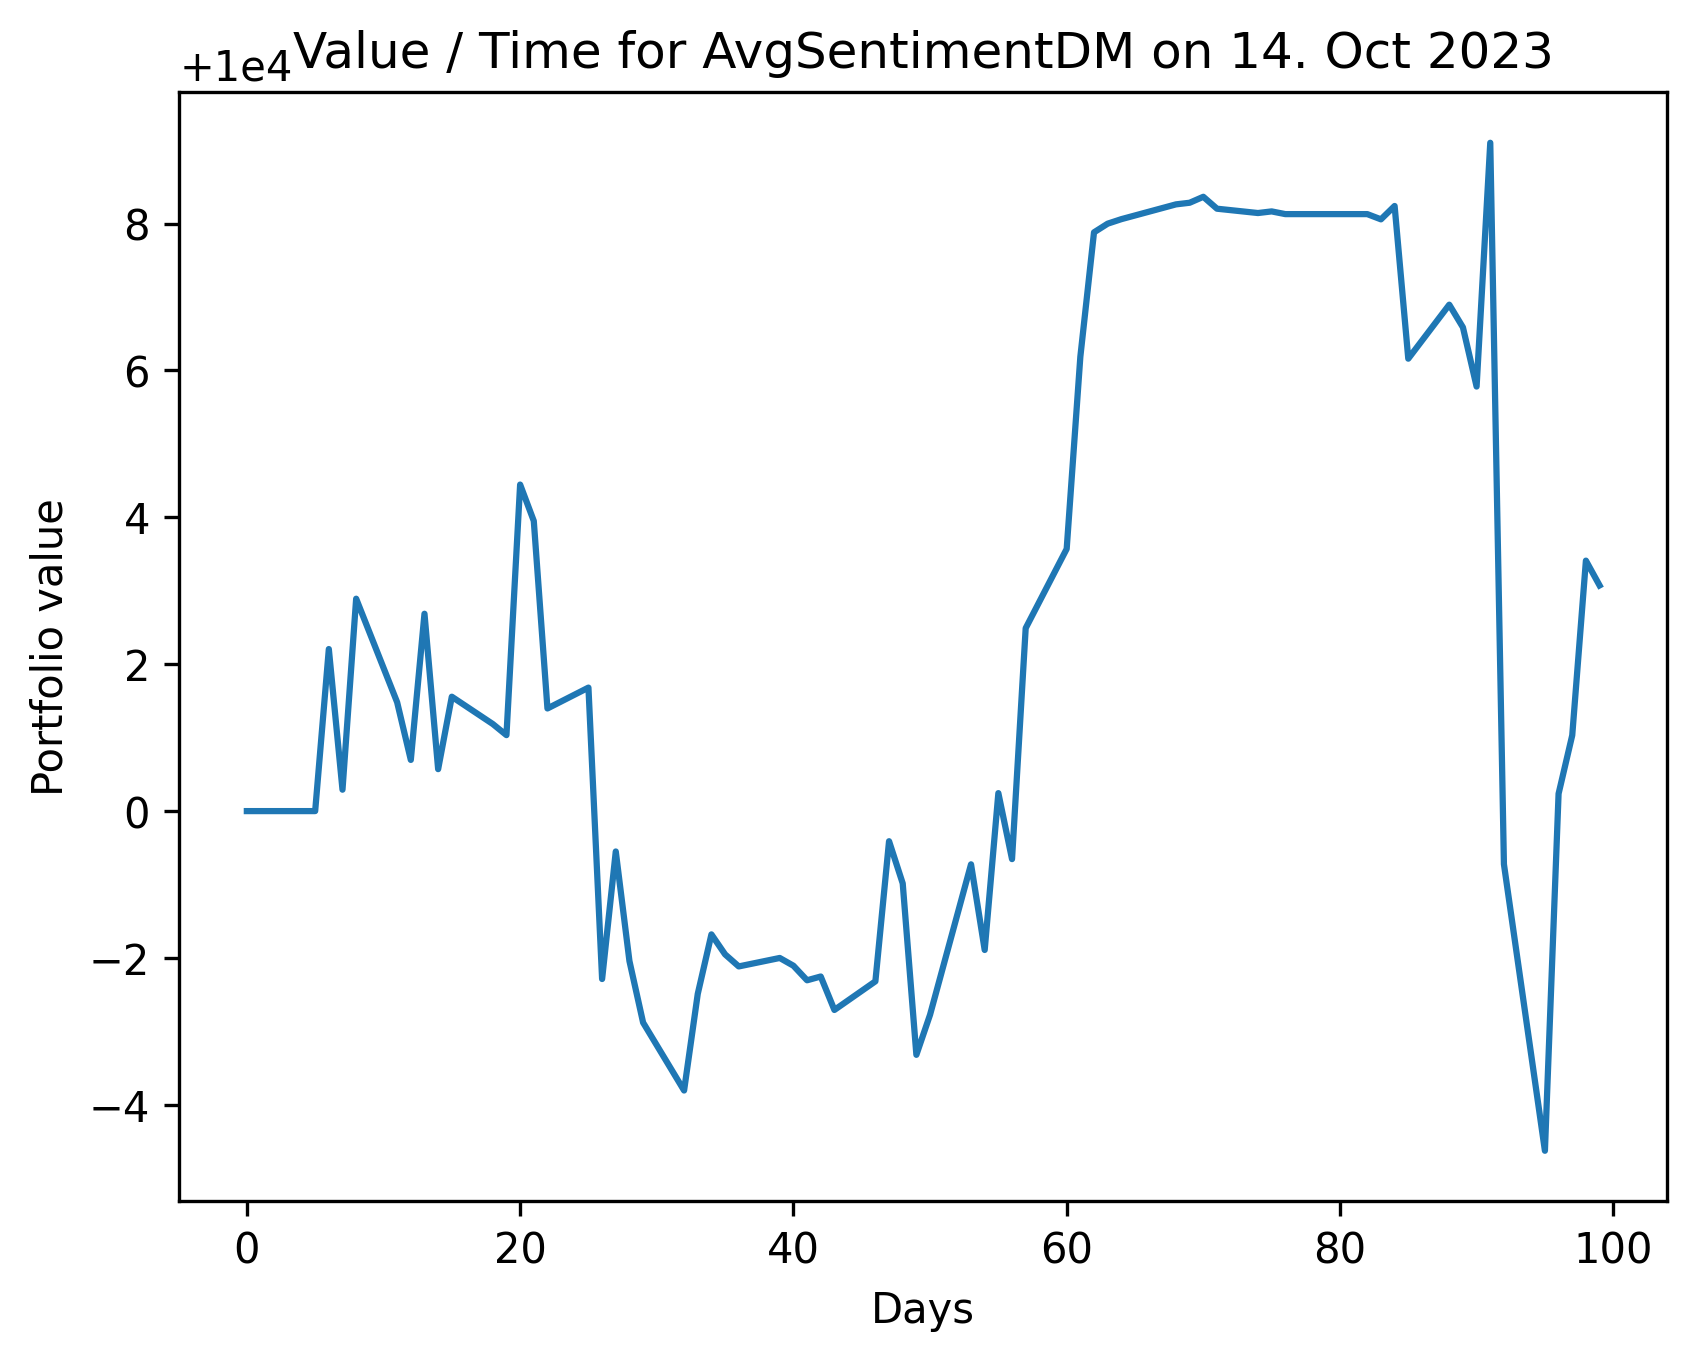 Value / Time for AvgSentimentDM on 14. Oct 2023
+1e4
8
6
4
2
0
−2
−4
Portfolio value
0 20 40 60 80 100
Days